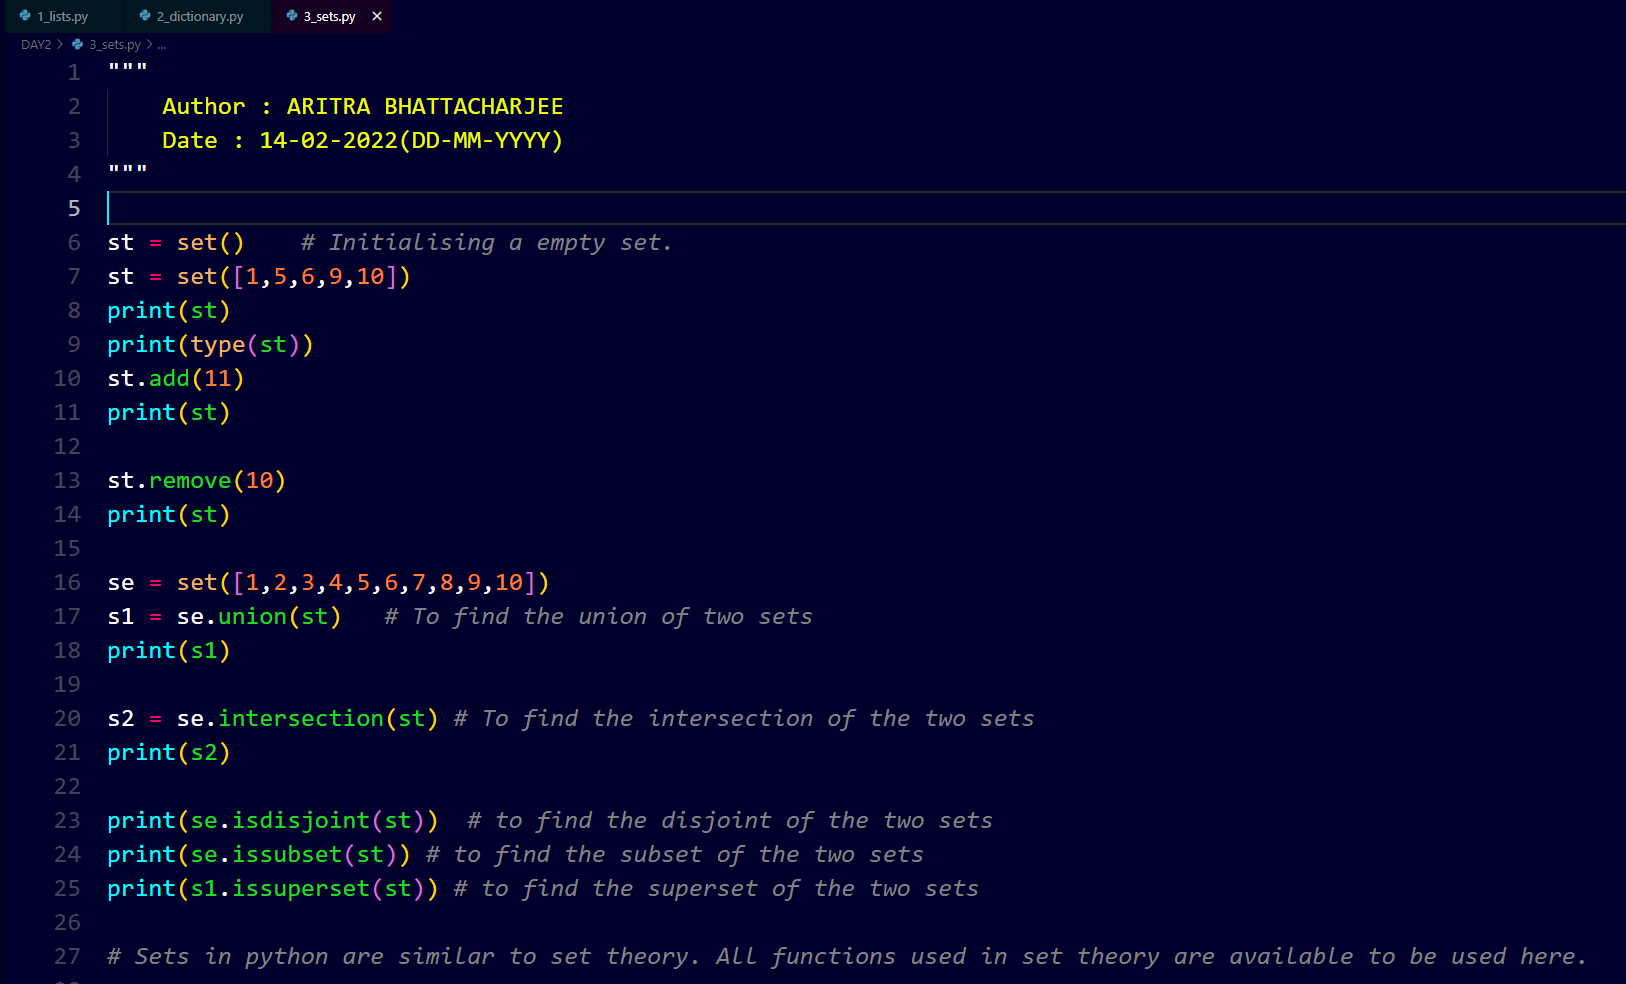 1_lists.py 2_dictionary.py 3_sets.py ×
DAY2 > 3_sets.py > ...
1 """
2     Author : ARITRA BHATTACHARJEE
3     Date : 14-02-2022(DD-MM-YYYY)
4 """
5
6 st = set()    # Initialising a empty set.
7 st = set([1,5,6,9,10])
8 print(st)
9 print(type(st))
10 st.add(11)
11 print(st)
12
13 st.remove(10)
14 print(st)
15
16 se = set([1,2,3,4,5,6,7,8,9,10])
17 s1 = se.union(st)   # To find the union of two sets
18 print(s1)
19
20 s2 = se.intersection(st) # To find the intersection of the two sets
21 print(s2)
22
23 print(se.isdisjoint(st))  # to find the disjoint of the two sets
24 print(se.issubset(st)) # to find the subset of the two sets
25 print(s1.issuperset(st)) # to find the superset of the two sets
26
27 # Sets in python are similar to set theory. All functions used in set theory are available to be used here.